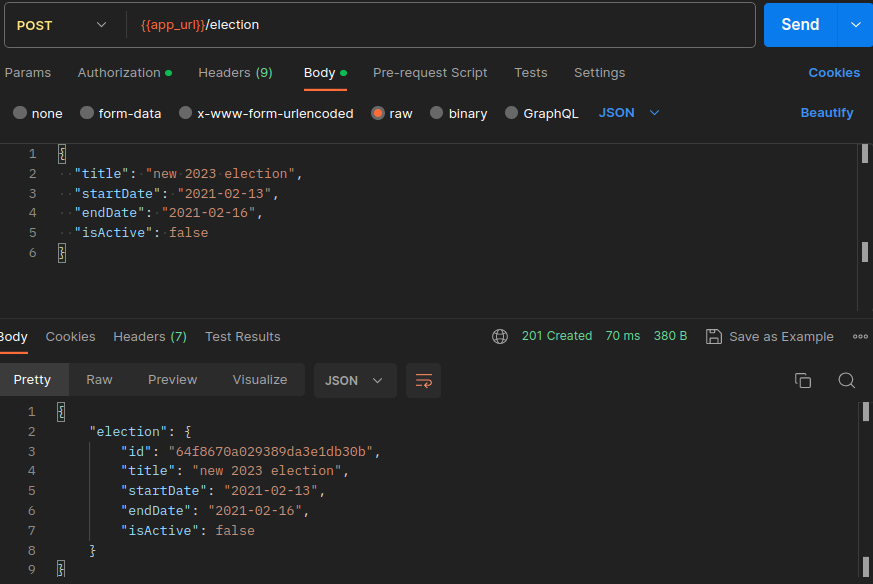 POST {{app_url}}/election Send
Params Authorization Headers (9) Body Pre-request Script Tests Settings Cookies
none form-data x-www-form-urlencoded raw binary GraphQL JSON Beautify
1 {
2 "title": "new 2023 election",
3 "startDate": "2021-02-13",
4 "endDate": "2021-02-16",
5 "isActive": false
6 }
Body Cookies Headers (7) Test Results 201 Created 70 ms 380 B Save as Example
Pretty Raw Preview Visualize JSON
1 {
2 "election": {
3 "id": "64f8670a029389da3e1db30b",
4 "title": "new 2023 election",
5 "startDate": "2021-02-13",
6 "endDate": "2021-02-16",
7 "isActive": false
8 }
9 }